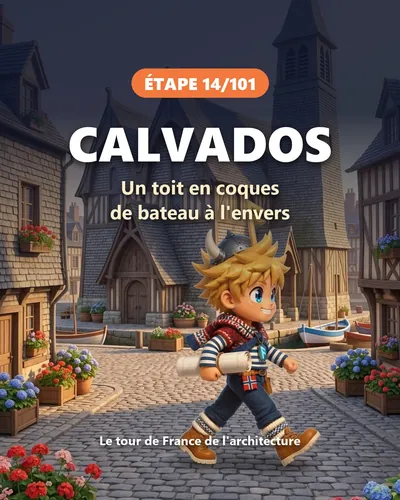 ÉTAPE 14/101
CALVADOS
Un toit en coques
de bateau à l'envers
Le tour de France de l'architecture